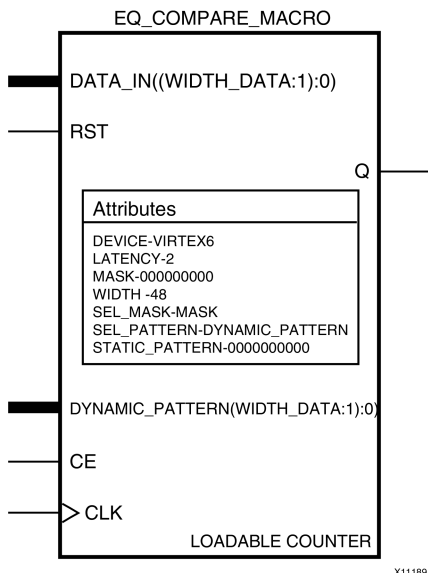 EQ_COMPARE_MACRO
DATA_IN((WIDTH_DATA:1):0)
RST
Q
Attributes
DEVICE-VIRTEX6
LATENCY-2
MASK-000000000
WIDTH -48
SEL_MASK-MASK
SEL_PATTERN-DYNAMIC_PATTERN
STATIC_PATTERN-0000000000
DYNAMIC_PATTERN(WIDTH_DATA:1):0)
CE
CLK
LOADABLE COUNTER
X11189